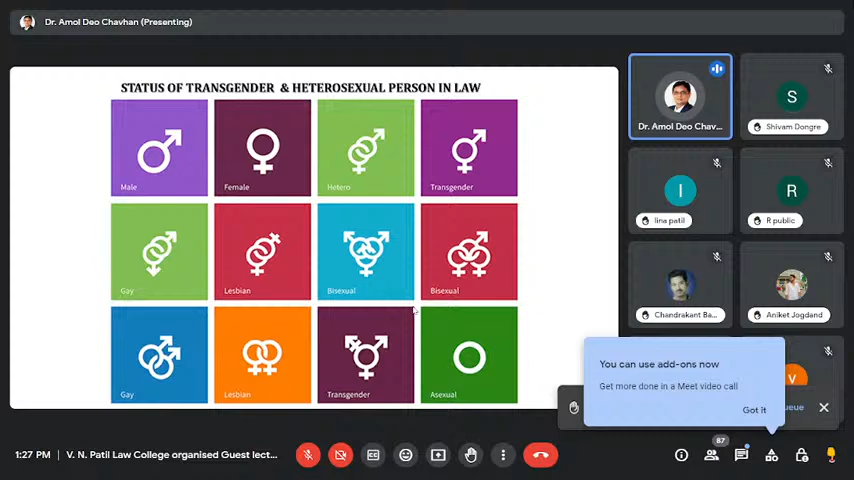 Dr. Amol Deo Chavhan (Presenting)
STATUS OF TRANSGENDER & HETEROSEXUAL PERSON IN LAW
Male
Female
Hetero
Transgender
Gay
Lesbian
Bisexual
Bisexual
Gay
Lesbian
Transgender
Asexual
Dr. Amol Deo Chav...
S
Shivam Dongre
I
lina patil
R
R public
Chandrakant Ba...
Aniket Jogdand
V
You can use add-ons now
Get more done in a Meet video call
Got it
ueue
1:27 PM | V. N. Patil Law College organised Guest lect...
CC
87